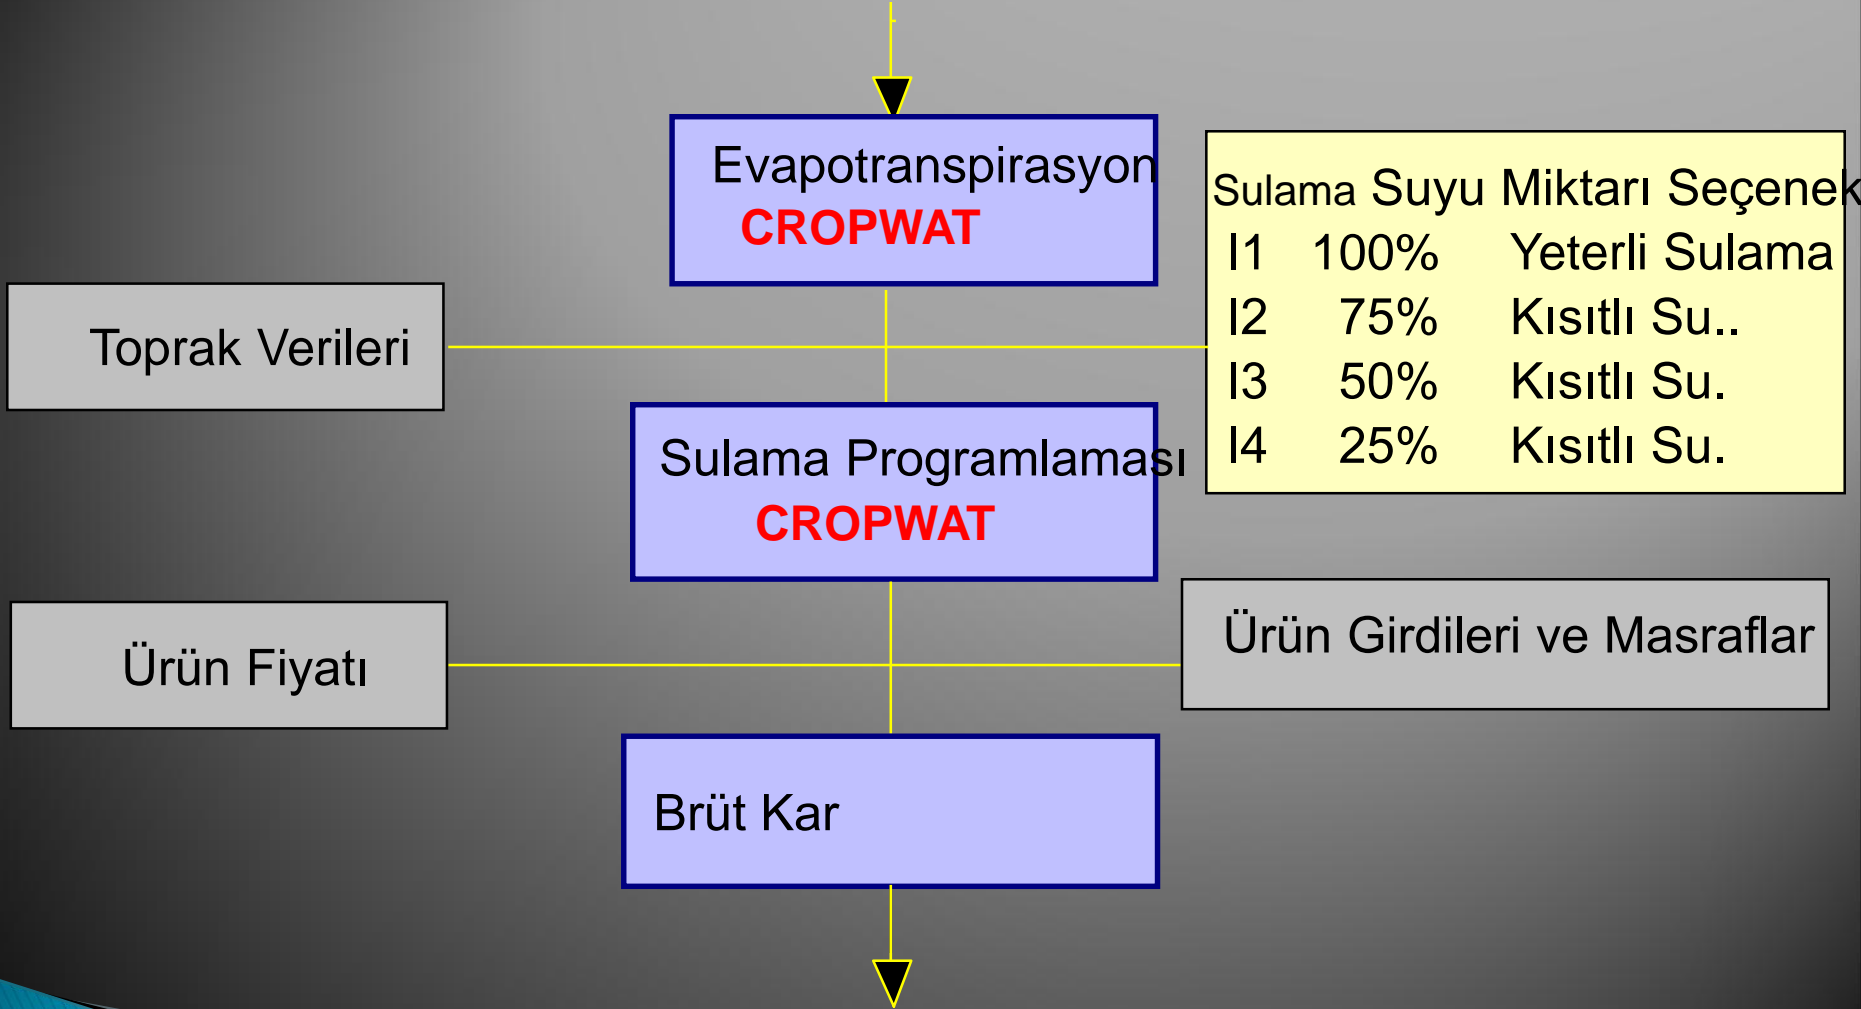 Evapotranspirasyon
CROPWAT
Sulama Suyu Miktarı Seçenek
I1 100% Yeterli Sulama
I2 75% Kısıtlı Su..
I3 50% Kısıtlı Su.
I4 25% Kısıtlı Su.
Toprak Verileri
Sulama Programlaması
CROPWAT
Ürün Fiyatı
Ürün Girdileri ve Masraflar
Brüt Kar